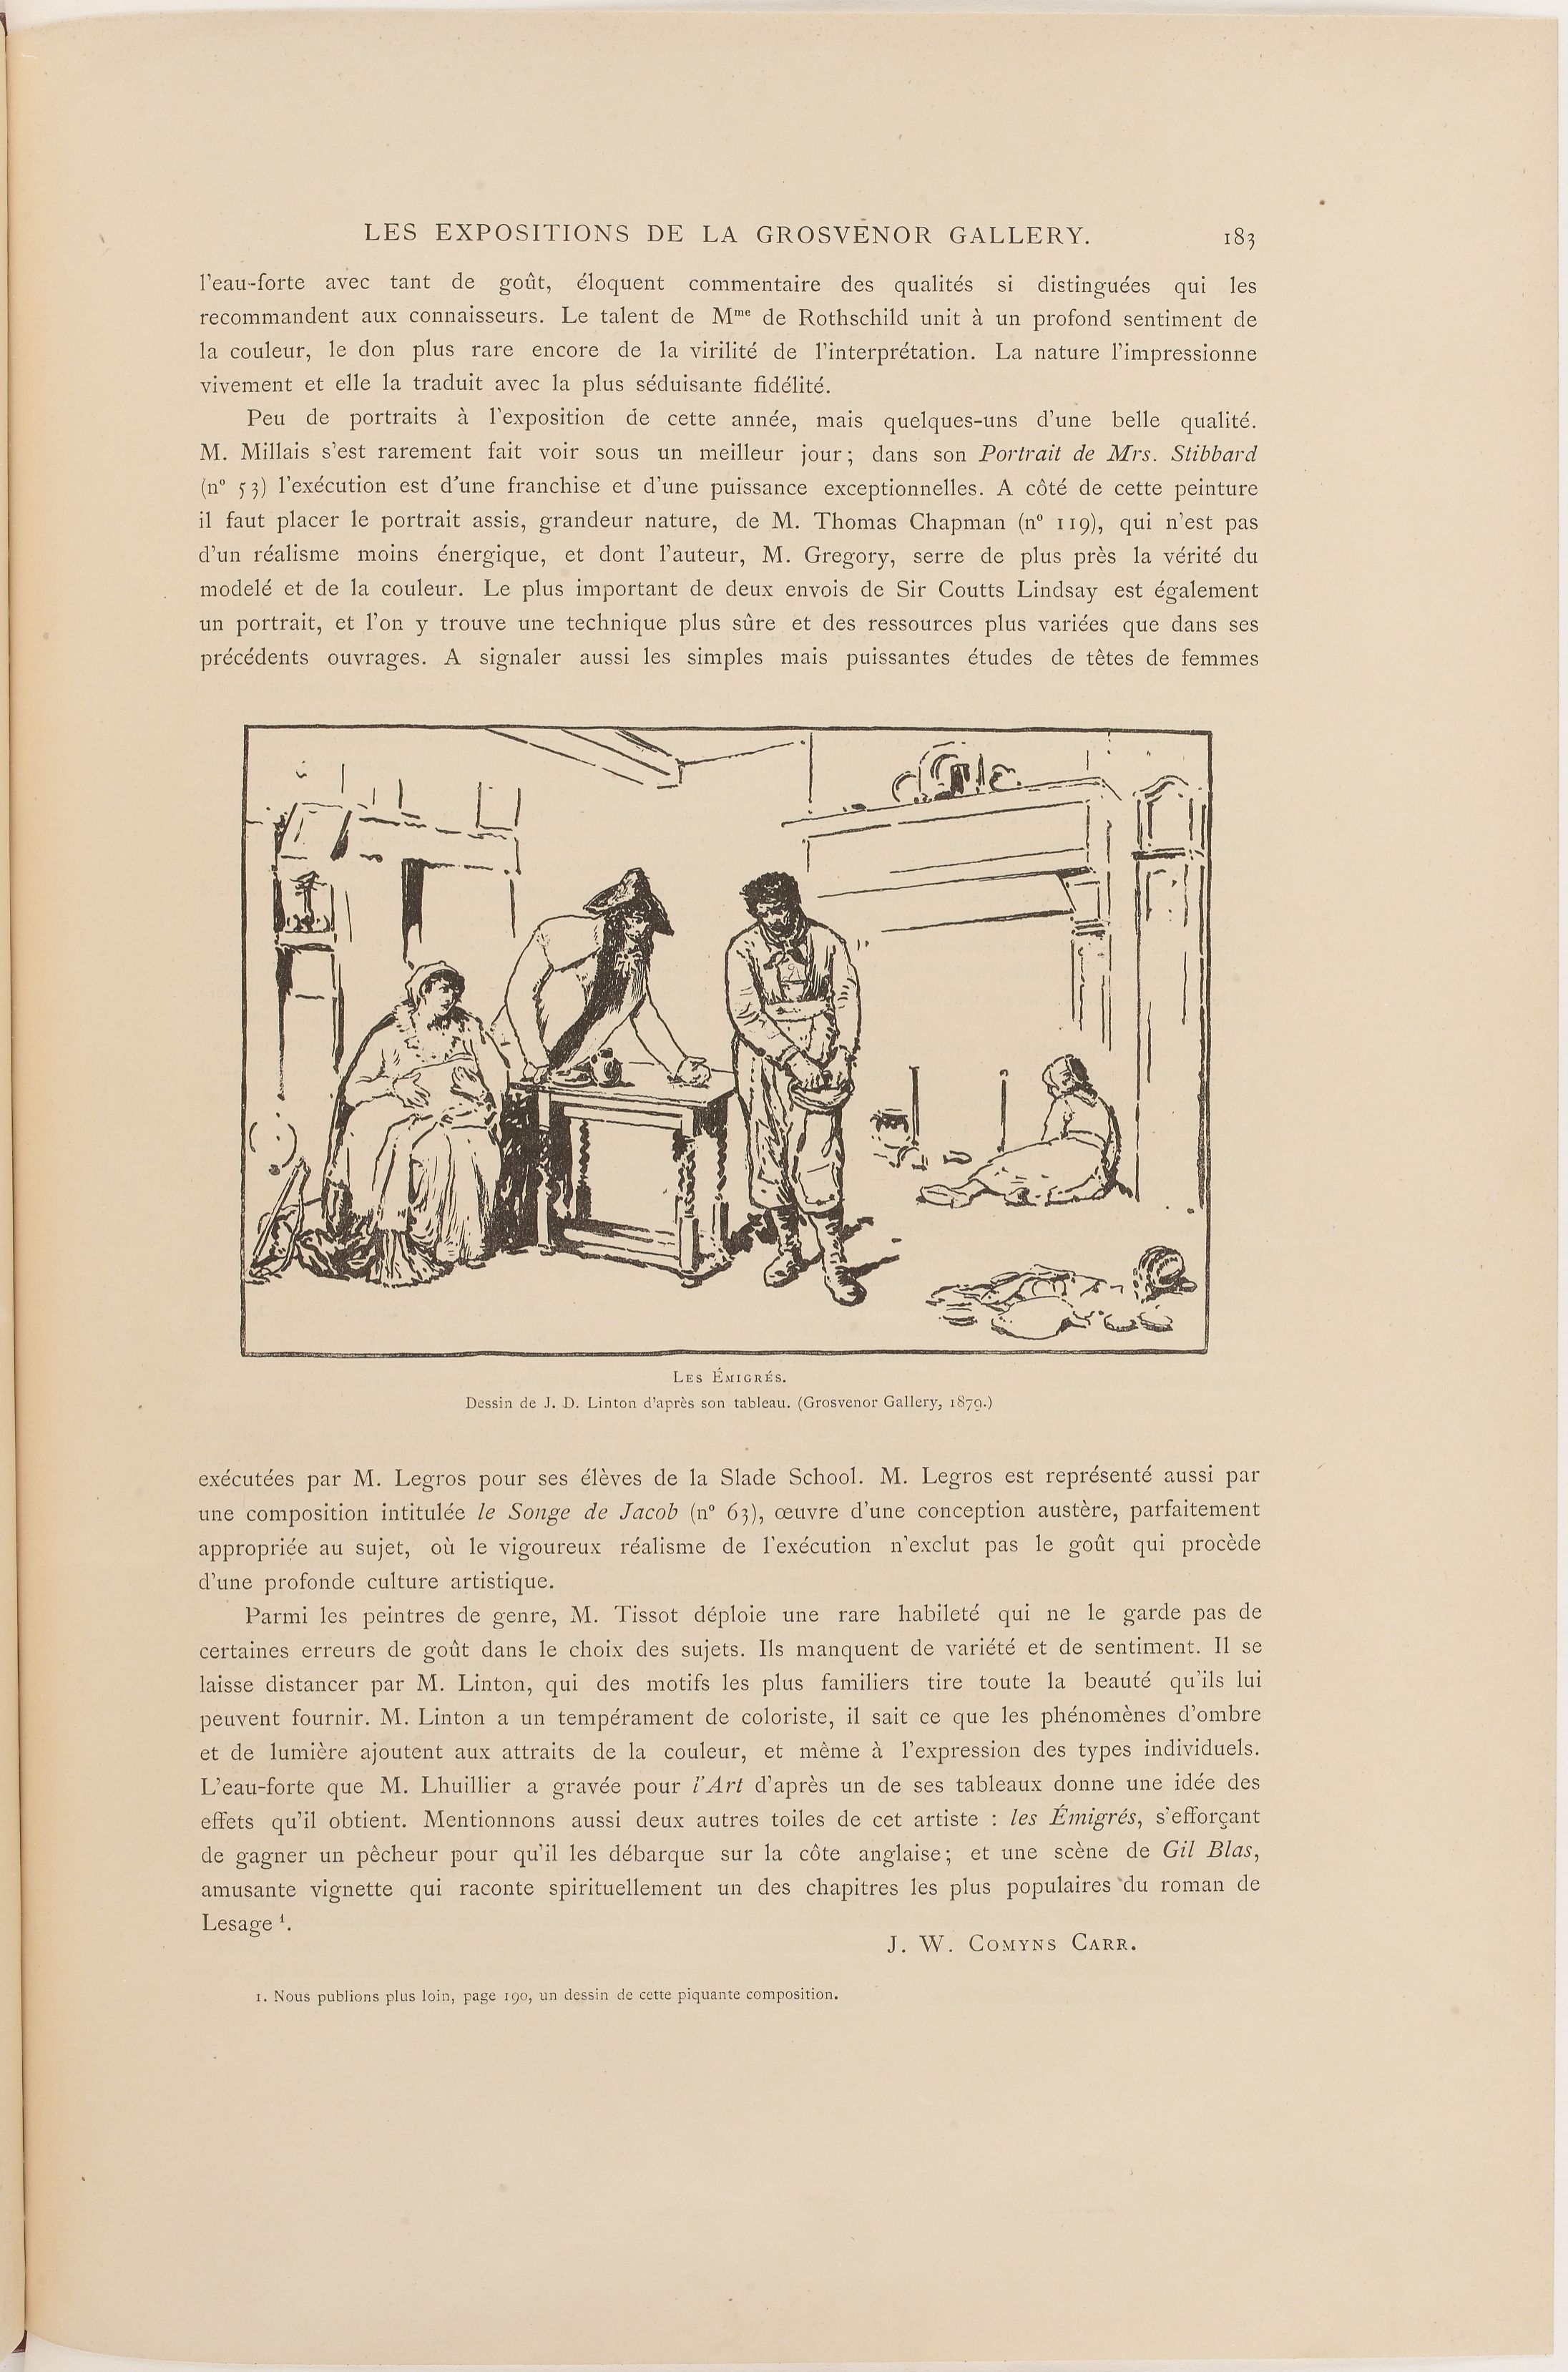 LES EXPOSITIONS DE LA GROSVENOR GALLERY. 183
l'eau-forte avec tant de goût, éloquent commentaire des qualités si distinguées qui les
recommandent aux connaisseurs. Le talent de Mme de Rothschild unit à un profond sentiment de
la couleur, le don plus rare encore de la virilité de l'interprétation. La nature l'impressionne
vivement et elle la traduit avec la plus séduisante fidélité.
Peu de portraits à l'exposition de cette année, mais quelques-uns d'une belle qualité.
M. Millais s'est rarement fait voir sous un meilleur jour; dans son Portrait de Mrs. Stibbard
(n° 53) l'exécution est d'une franchise et d'une puissance exceptionnelles. A côté de cette peinture
il faut placer le portrait assis, grandeur nature, de M. Thomas Chapman (n° 119), qui n'est pas
d'un réalisme moins énergique, et dont l'auteur, M. Gregory, serre de plus près la vérité du
modelé et de la couleur. Le plus important de deux envois de Sir Coutts Lindsay est également
un portrait, et l'on y trouve une technique plus sûre et des ressources plus variées que dans ses
précédents ouvrages. A signaler aussi les simples mais puissantes études de têtes de femmes
LES ÉMIGRÉS.
Dessin de J. D. Linton d'après son tableau. (Grosvenor Gallery, 1879.)
exécutées par M. Legros pour ses élèves de la Slade School. M. Legros est représenté aussi par
une composition intitulée le Songe de Jacob (n° 63), œuvre d'une conception austère, parfaitement
appropriée au sujet, où le vigoureux réalisme de l'exécution n'exclut pas le goût qui procède
d'une profonde culture artistique.
Parmi les peintres de genre, M. Tissot déploie une rare habileté qui ne le garde pas de
certaines erreurs de goût dans le choix des sujets. Ils manquent de variété et de sentiment. Il se
laisse distancer par M. Linton, qui des motifs les plus familiers tire toute la beauté qu'ils lui
peuvent fournir. M. Linton a un tempérament de coloriste, il sait ce que les phénomènes d'ombre
et de lumière ajoutent aux attraits de la couleur, et même à l'expression des types individuels.
L'eau-forte que M. Lhuillier a gravée pour l'Art d'après un de ses tableaux donne une idée des
effets qu'il obtient. Mentionnons aussi deux autres toiles de cet artiste : les Émigrés, s'efforçant
de gagner un pêcheur pour qu'il les débarque sur la côte anglaise; et une scène de Gil Blas,
amusante vignette qui raconte spirituellement un des chapitres les plus populaires du roman de
Lesage 1.
J. W. COMYNS CARR.
1. Nous publions plus loin, page 190, un dessin de cette piquante composition.